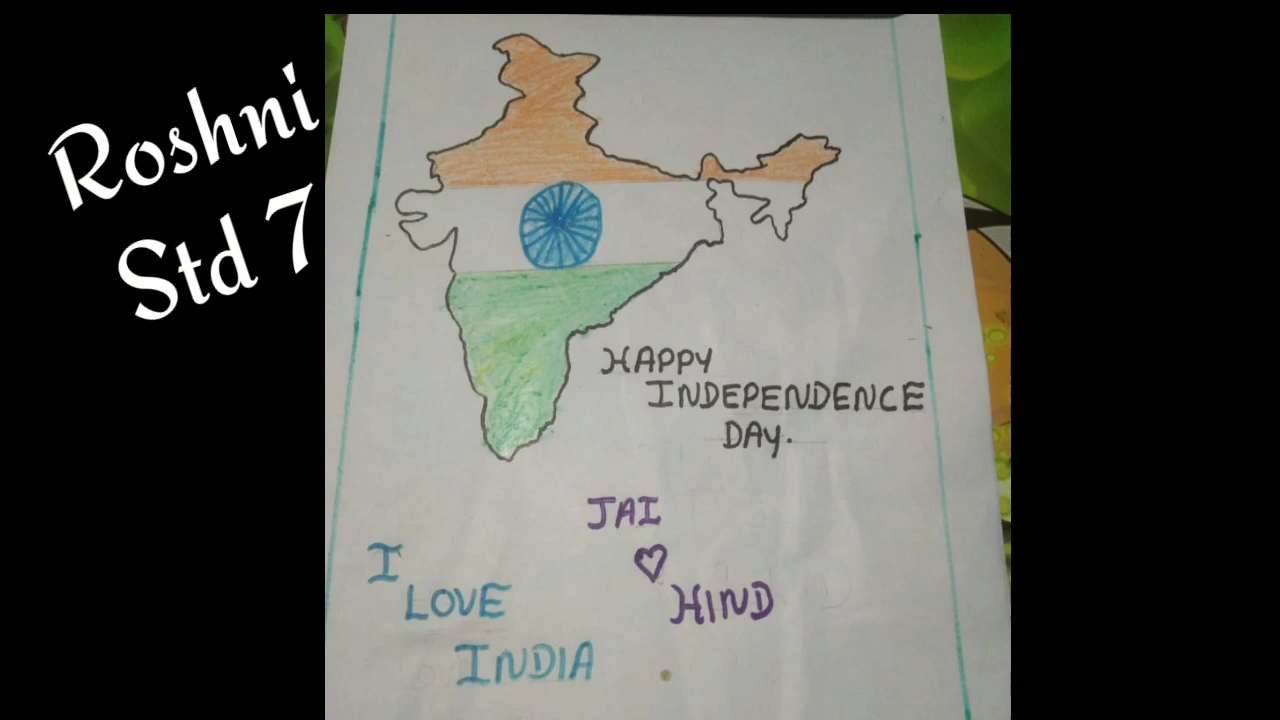 Roshni
Std 7
HAPPY
INDEPENDENCE
DAY.
JAI
HIND
I
LOVE
INDIA